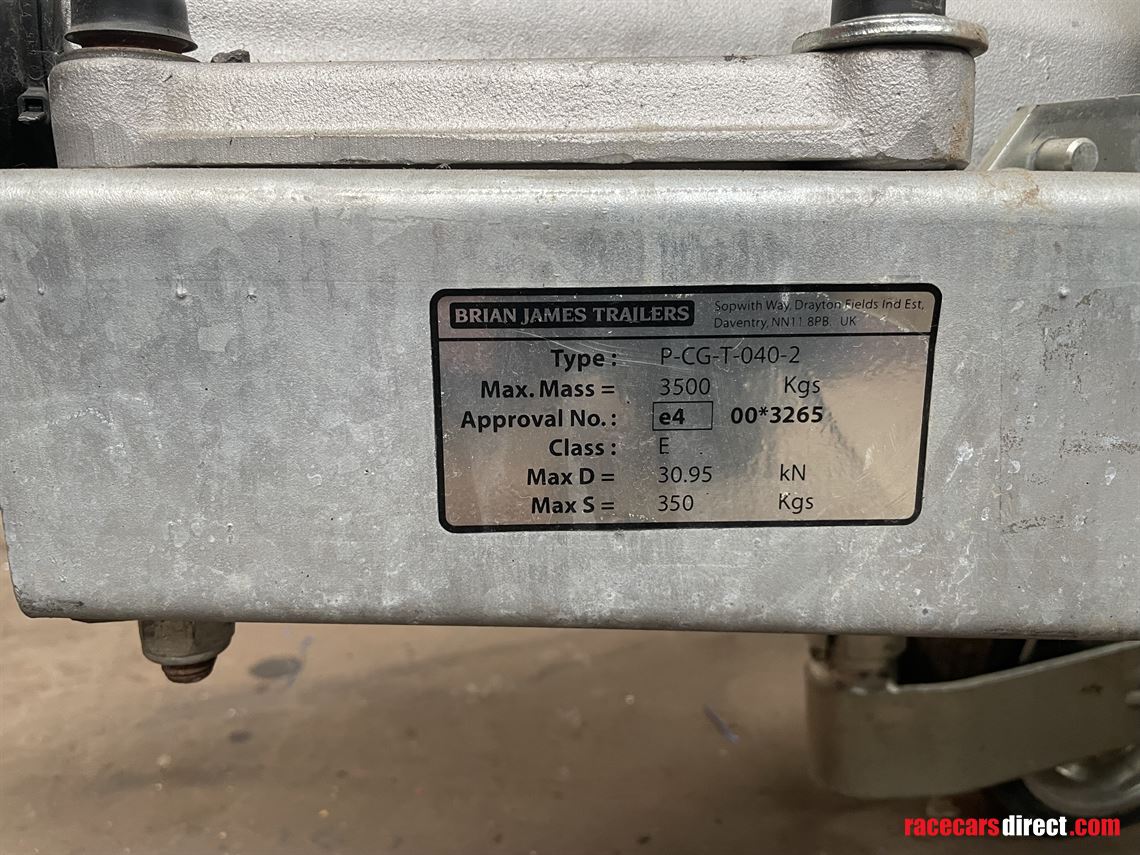 BRIAN JAMES TRAILERS
Sopwith Way, Drayton Fields Ind Est,
Daventry, NN11 8PB. UK
Type : P-CG-T-040-2
Max. Mass = 3500 Kgs
Approval No. : e4 00*3265
Class : E
Max D = 30.95 kN
Max S = 350 Kgs
racecarsdirect.com